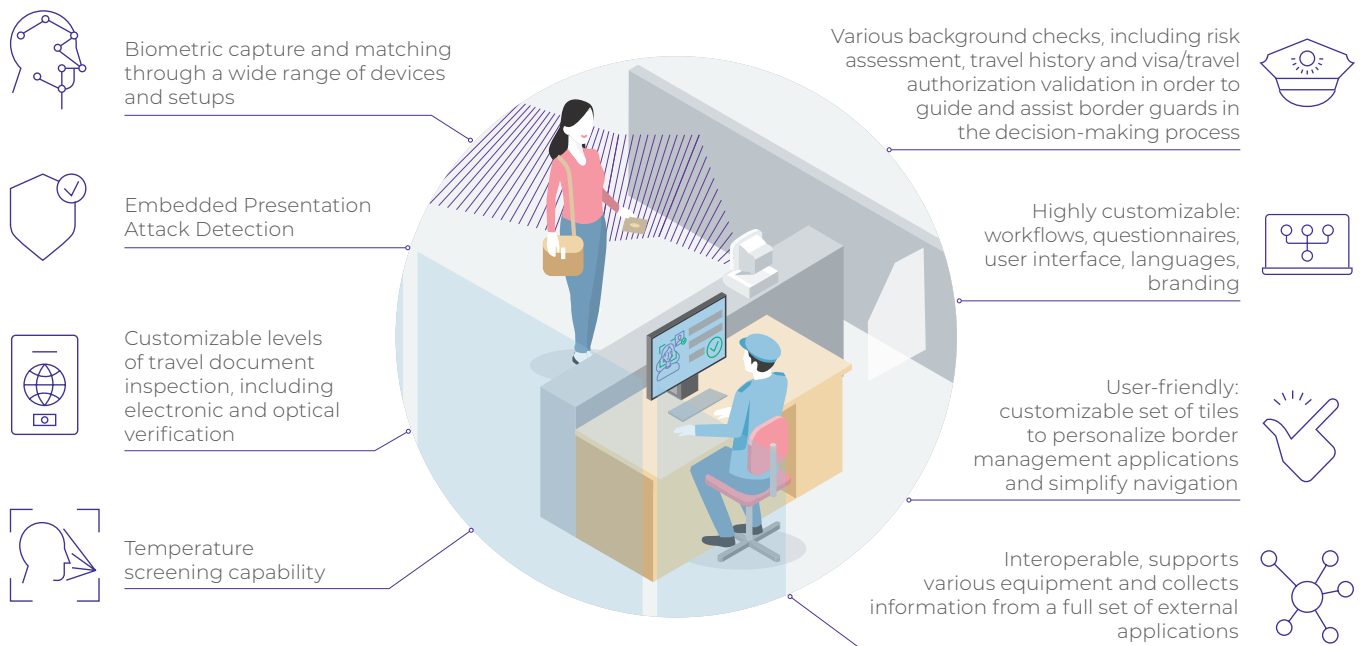 Biometric capture and matching
through a wide range of devices
and setups
Embedded Presentation
Attack Detection
Customizable levels
of travel document
inspection, including
electronic and optical
verification
Temperature
screening capability
Various background checks, including risk
assessment, travel history and visa/travel
authorization validation in order to
guide and assist border guards in
the decision-making process
Highly customizable:
workflows, questionnaires,
user interface, languages,
branding
User-friendly:
customizable set of tiles
to personalize border
management applications
and simplify navigation
Interoperable, supports
various equipment and collects
information from a full set of external
applications